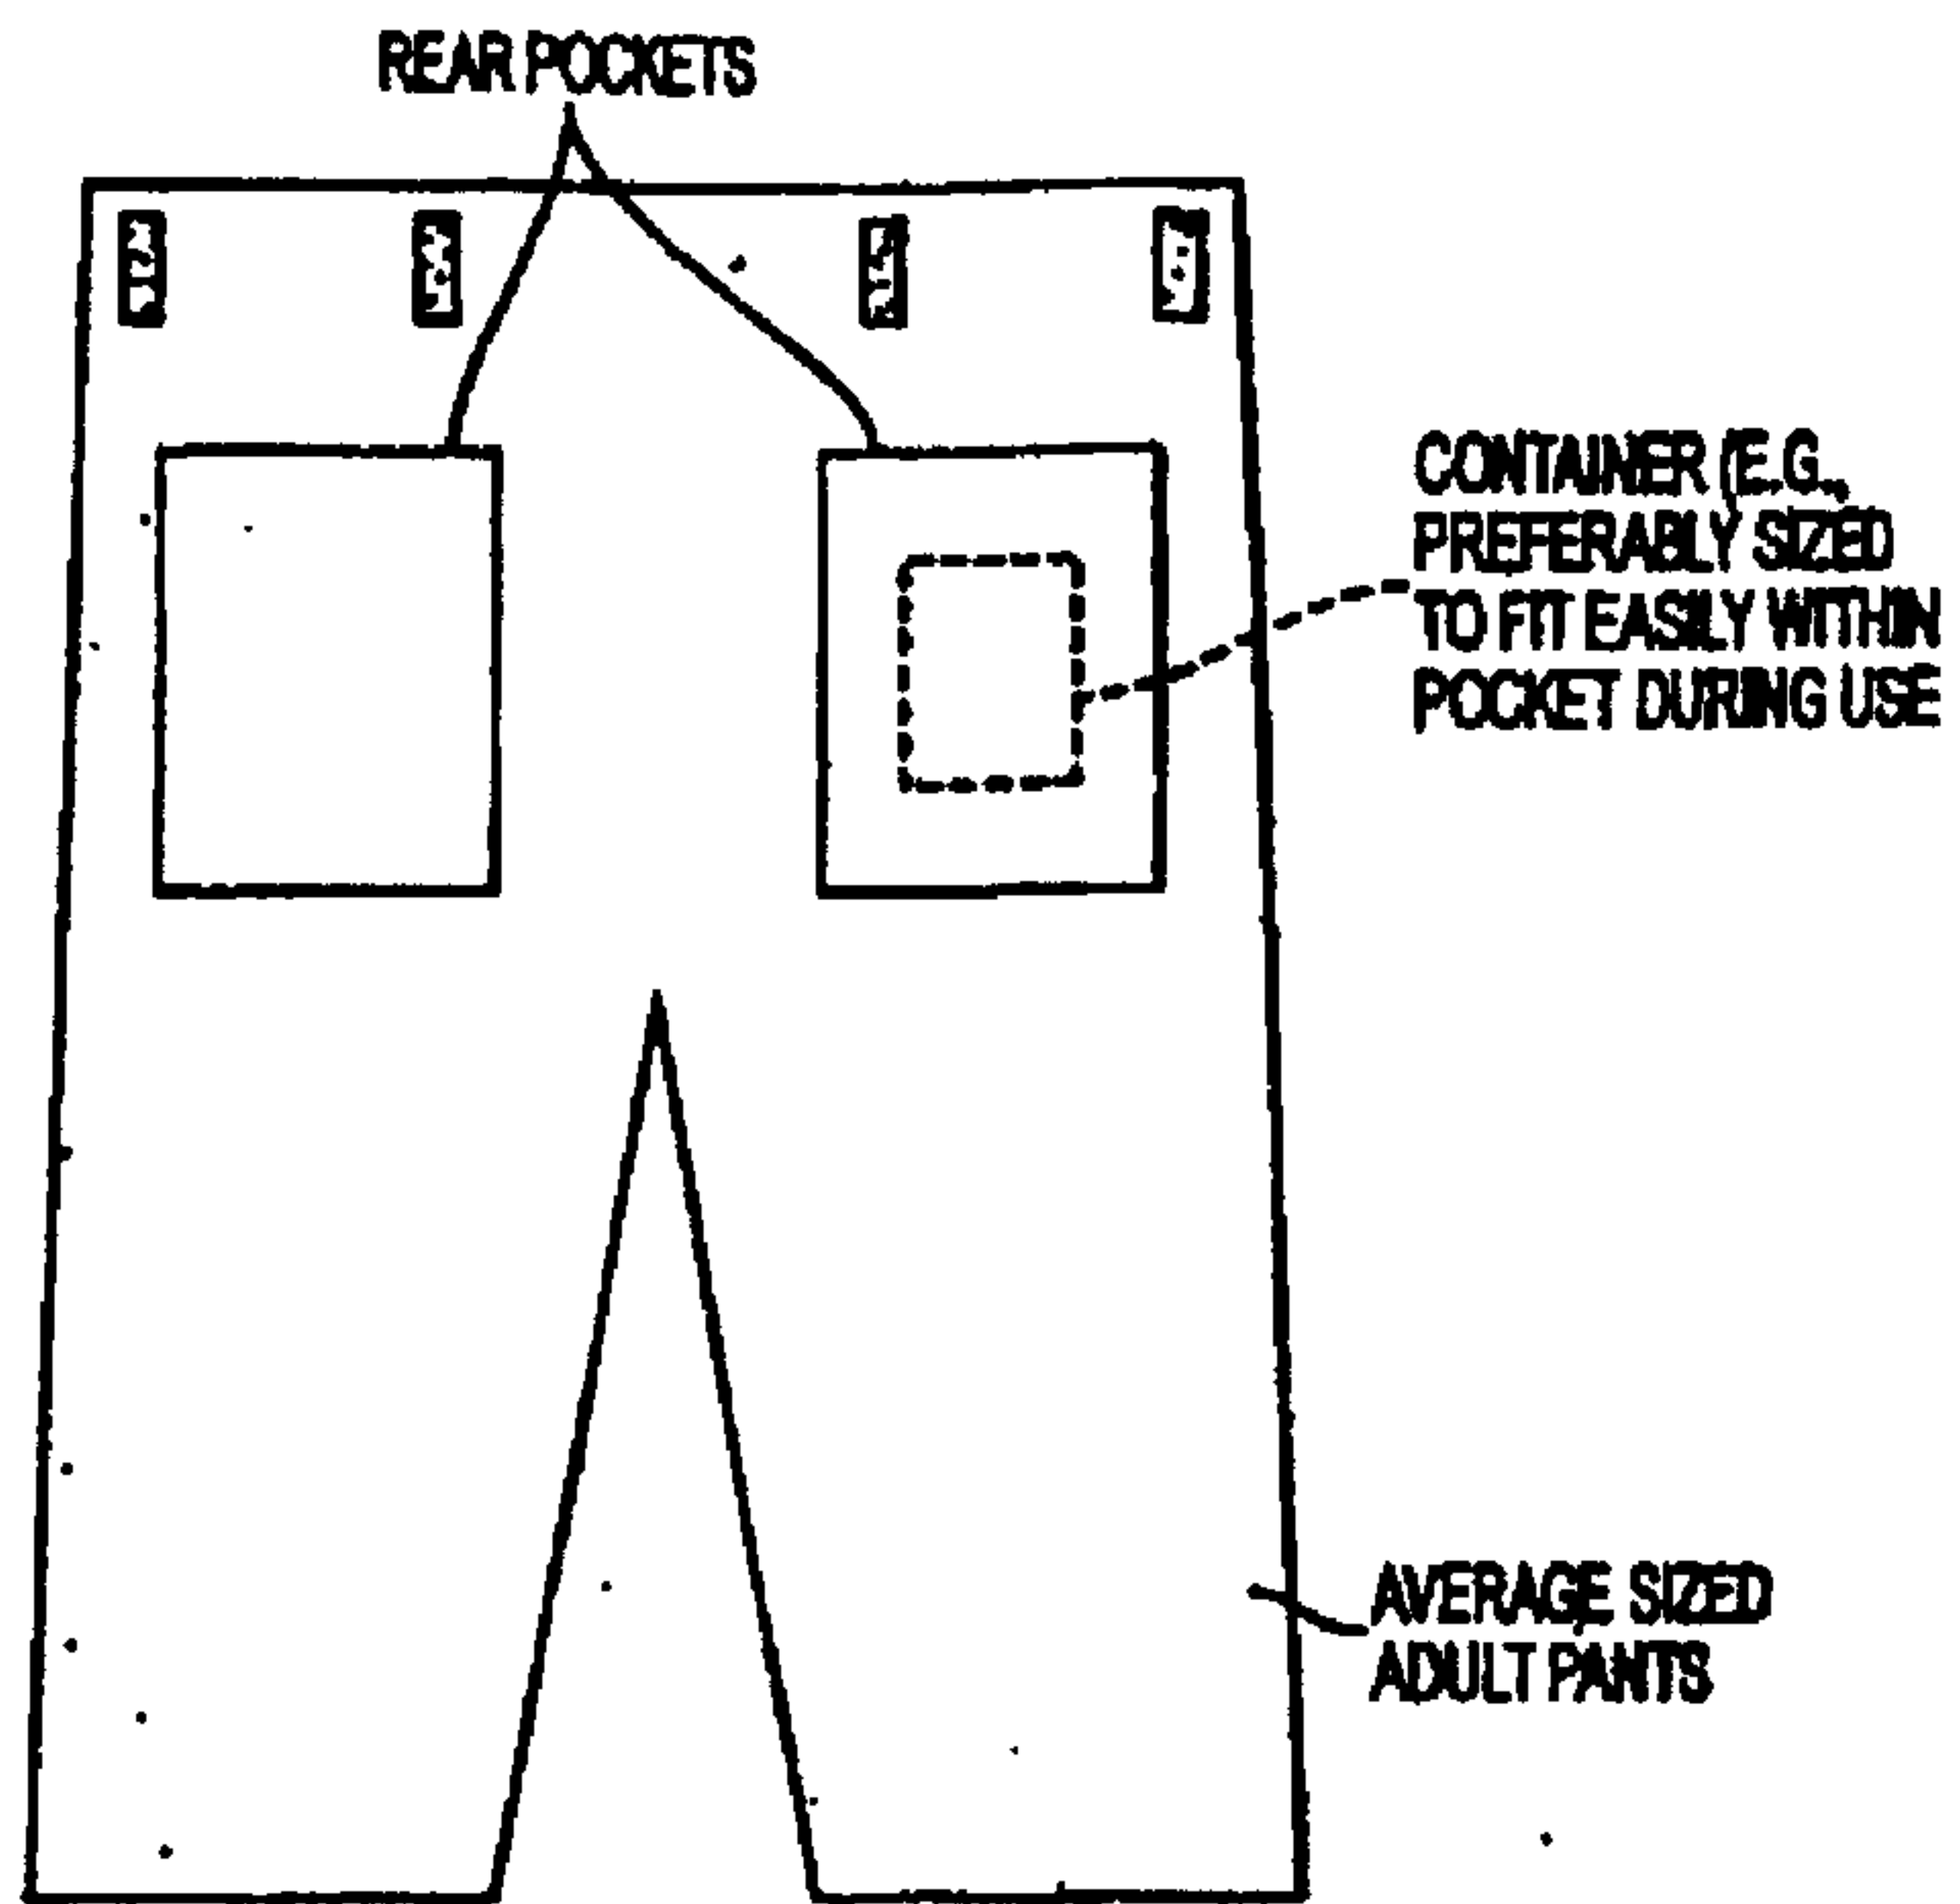 REAR POCKETS
CONTAINER (E.G.,
PREFERABLY SIZED
TO FIT EASILY WITHIN
POCKET DURING USE
AVERAGE SIZED
ADULT PANTS